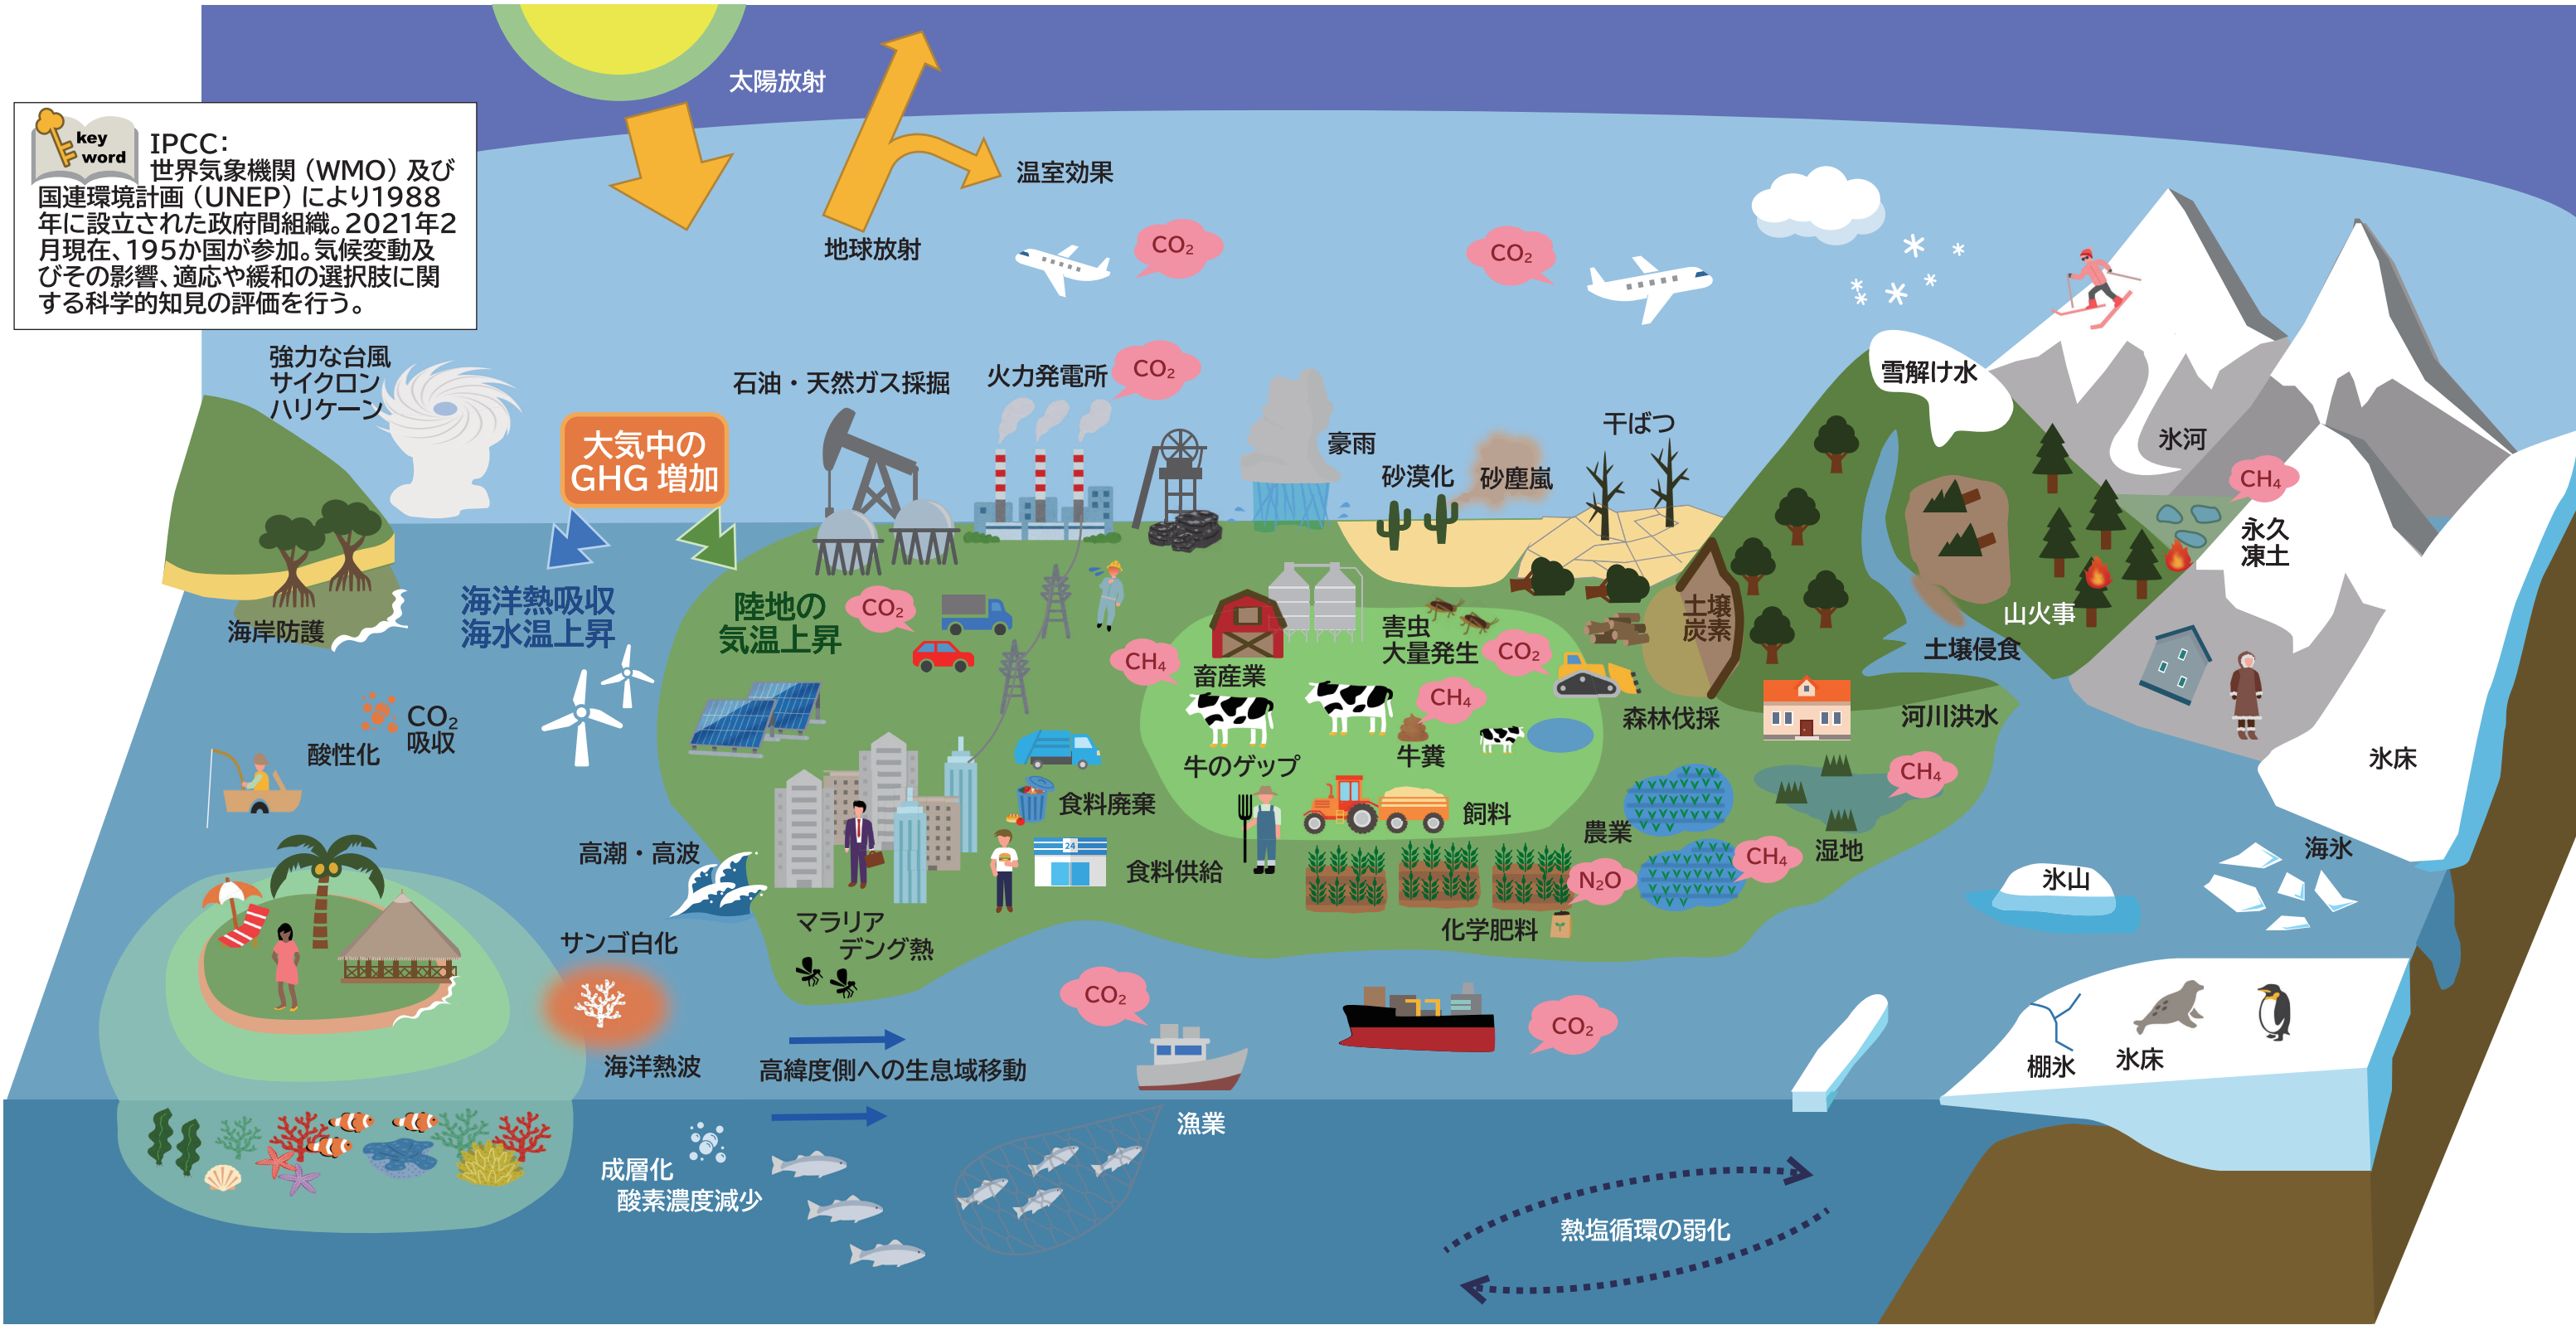 太陽放射
key
word
IPCC：
世界気象機関（WMO）及び
国連環境計画（UNEP）により1988
年に設立された政府間組織。2021年2
月現在、195か国が参加。気候変動及
びその影響、適応や緩和の選択肢に関
する科学的知見の評価を行う。
温室効果
地球放射
CO₂
CO₂
強力な台風
サイクロン
ハリケーン
石油・天然ガス採掘
火力発電所
CO₂
雪解け水
大気中の
GHG 増加
豪雨
砂漠化
砂塵嵐
干ばつ
氷河
CH₄
永久
凍土
海洋熱吸収
海水温上昇
陸地の
気温上昇
CO₂
海岸防護
害虫
大量発生
CO₂
土壌
炭素
山火事
土壌侵食
CH₄
畜産業
CH₄
牛のゲップ
牛糞
森林伐採
河川洪水
CO₂
吸収
酸性化
氷床
CH₄
食料廃棄
飼料
農業
湿地
高潮・高波
24
食料供給
CH₄
N₂O
化学肥料
海氷
氷山
マラリア
デング熱
サンゴ白化
海洋熱波
高緯度側への生息域移動
CO₂
CO₂
棚氷
氷床
漁業
成層化
酸素濃度減少
熱塩循環の弱化